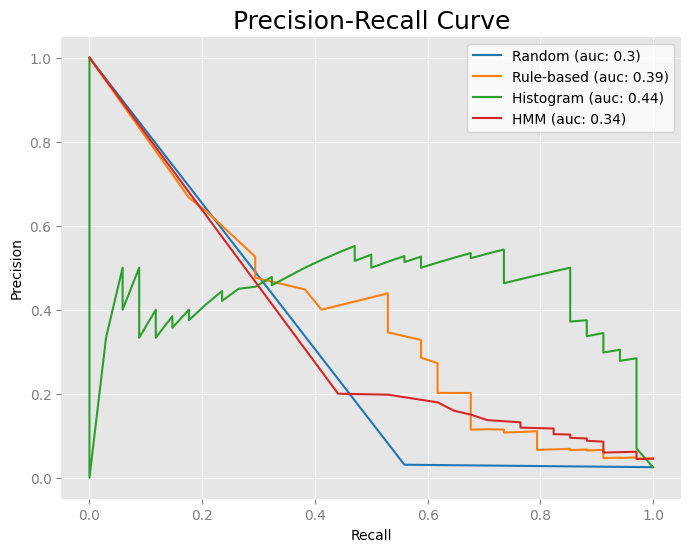 Precision-Recall Curve
Random (auc: 0.3)
Rule-based (auc: 0.39)
Histogram (auc: 0.44)
HMM (auc: 0.34)
Precision
1.0
0.8
0.6
0.4
0.2
0.0
0.0 0.2 0.4 0.6 0.8 1.0
Recall